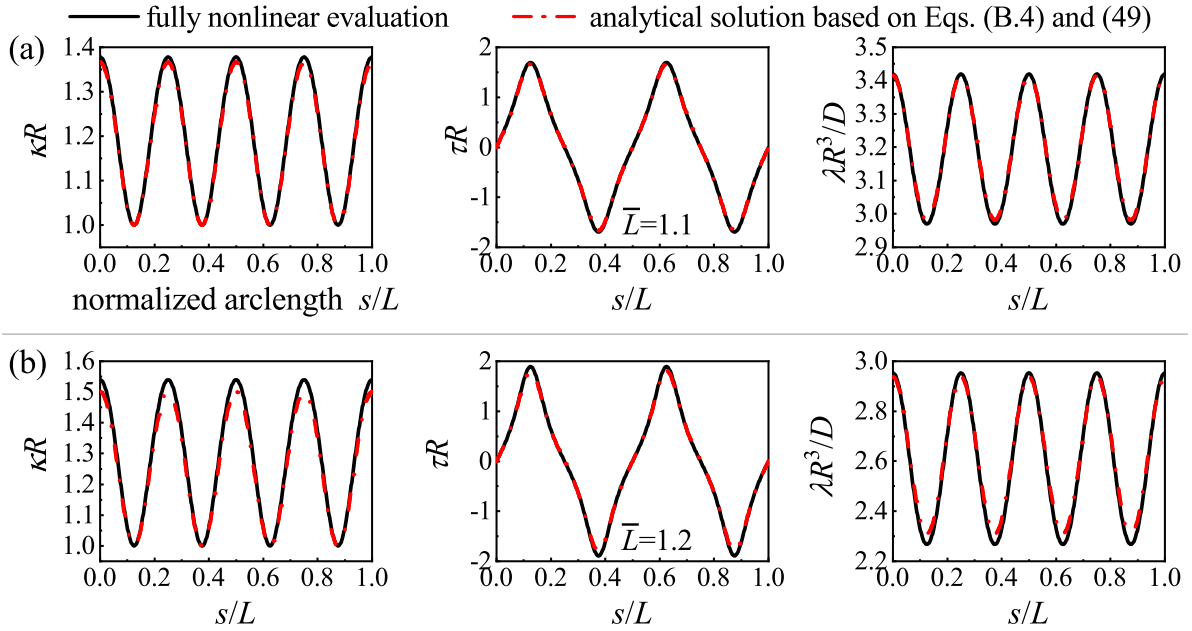 fully nonlinear evaluation
analytical solution based on Eqs. (B.4) and (49)
(a)
κR
1.4
1.3
1.2
1.1
1.0
0.0 0.2 0.4 0.6 0.8 1.0
normalized arclength s/L
τR
2
1
0
-1
-2
L̅=1.1
0.0 0.2 0.4 0.6 0.8 1.0
s/L
λR³/D
3.5
3.4
3.3
3.2
3.1
3.0
2.9
0.0 0.2 0.4 0.6 0.8 1.0
s/L
(b)
κR
1.6
1.5
1.4
1.3
1.2
1.1
1.0
0.0 0.2 0.4 0.6 0.8 1.0
s/L
τR
2
1
0
-1
-2
L̅=1.2
0.0 0.2 0.4 0.6 0.8 1.0
s/L
λR³/D
3.0
2.8
2.6
2.4
2.2
0.0 0.2 0.4 0.6 0.8 1.0
s/L